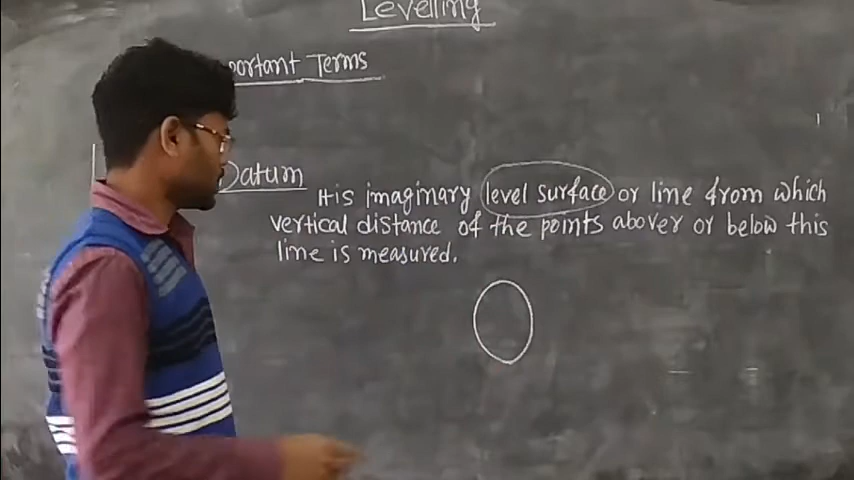 Levelling
portant Terms
Datum
It is imaginary level surface or line from which
vertical distance of the points abover or below this
line is measured.